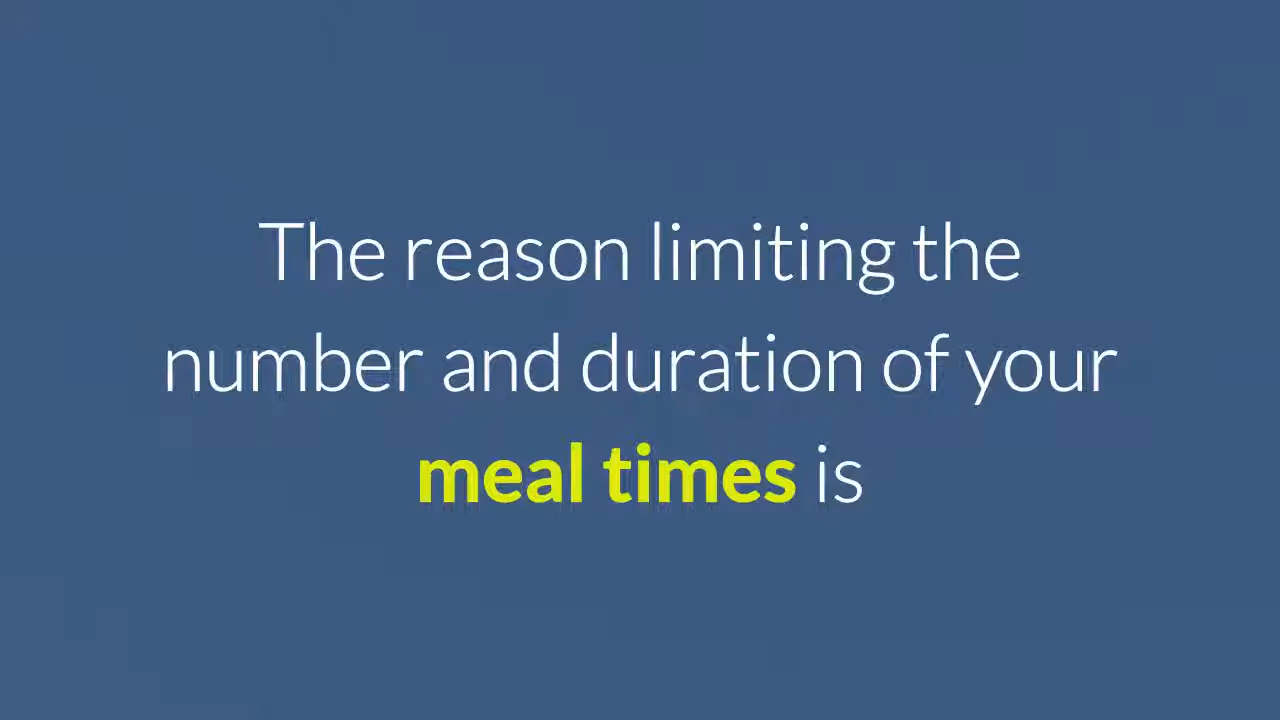 The reason limiting the
number and duration of your
meal times is